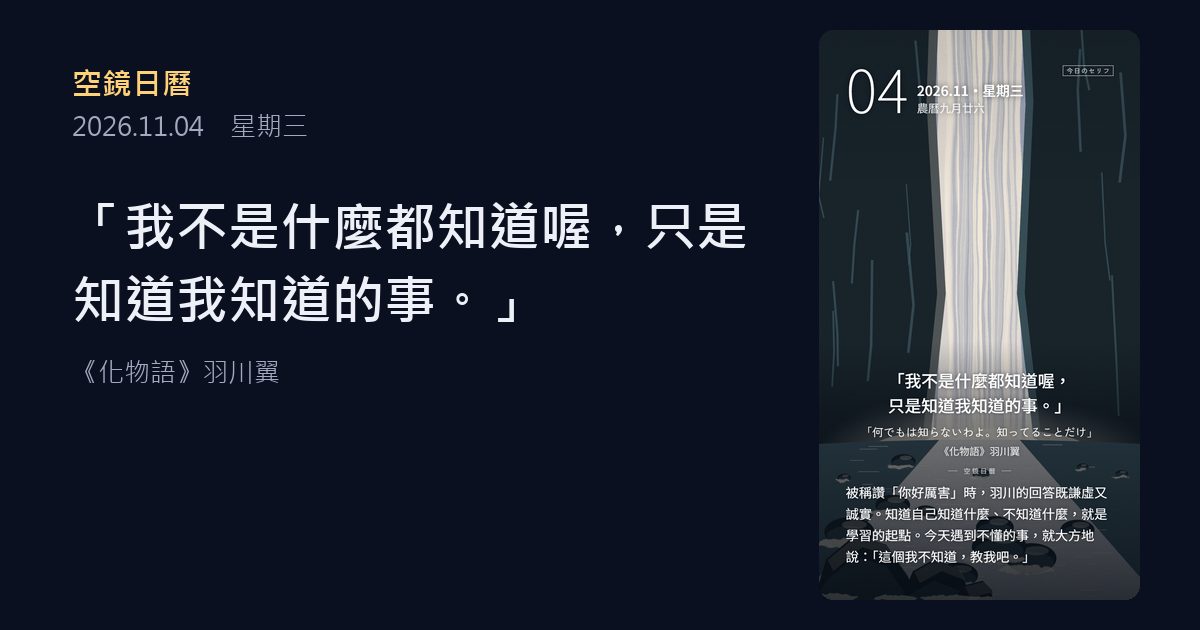 空鏡日曆
2026.11.04 星期三
「我不是什麼都知道喔，只是
知道我知道的事。」
《化物語》羽川翼
04
2026.11・星期三
農曆九月廿六
今日のセリフ
「我不是什麼都知道喔，
只是知道我知道的事。」
「何でもは知らないわよ。知ってることだけ」
《化物語》羽川翼
— 空鏡日曆 —
被稱讚「你好厲害」時，羽川的回答既謙虛又
誠實。知道自己知道什麼、不知道什麼，就是
學習的起點。今天遇到不懂的事，就大方地
說：「這個我不知道，教我吧。」